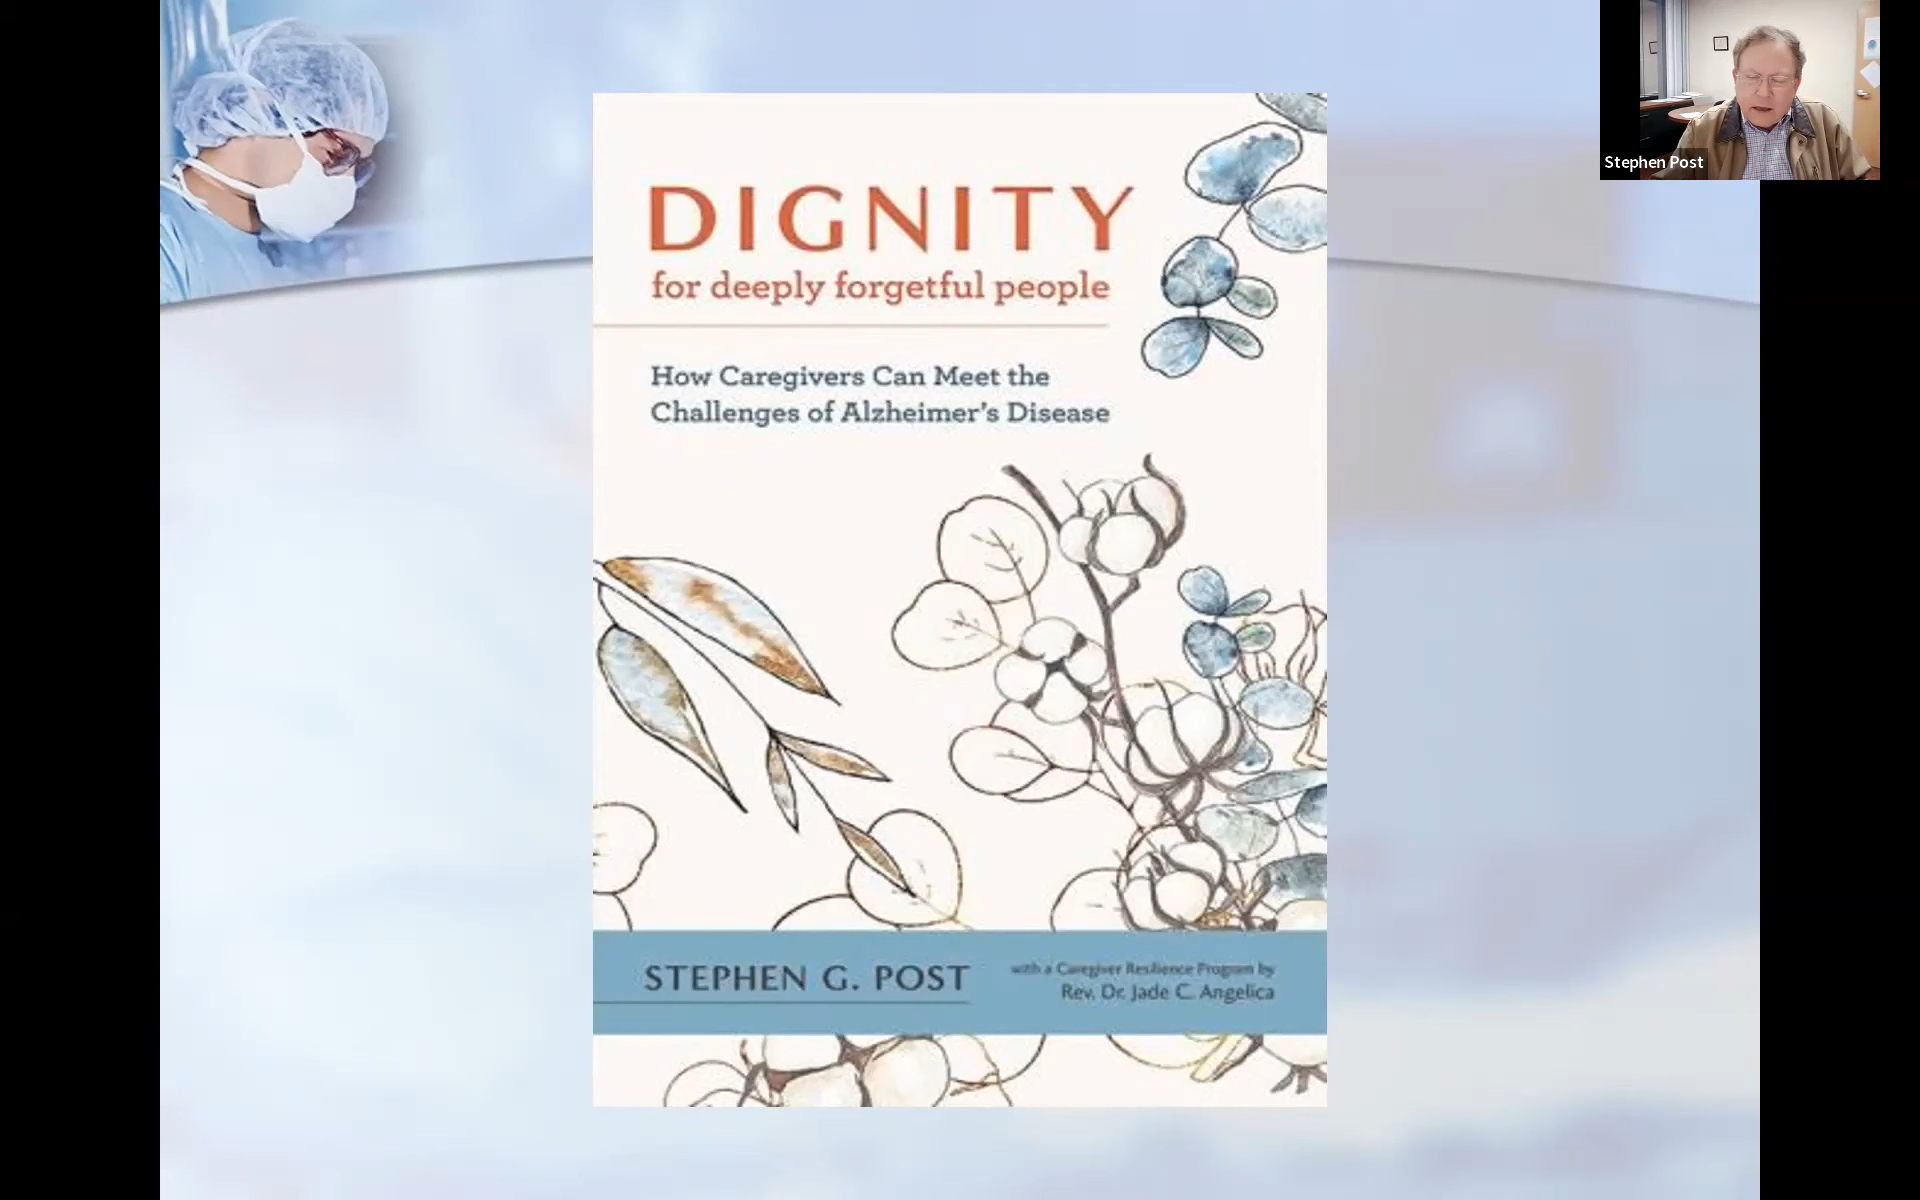 DIGNITY
for deeply forgetful people
How Caregivers Can Meet the
Challenges of Alzheimer's Disease
STEPHEN G. POST
with a Caregiver Resilience Program by
Rev. Dr. Jade C. Angelica
Stephen Post